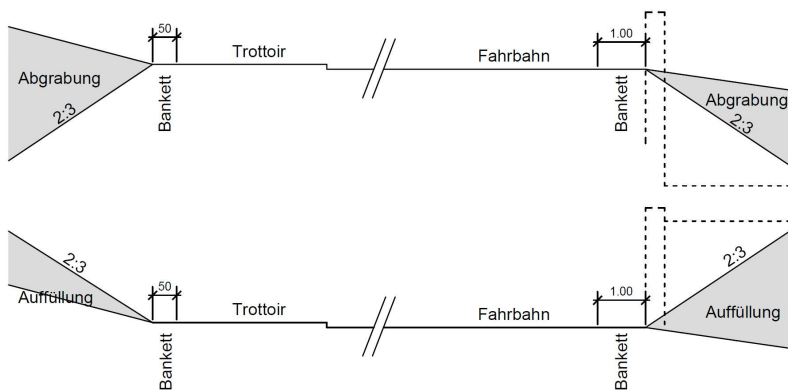 50
1.00
Trottoir
Fahrbahn
Abgrabung
2:3
Bankett
Bankett
Abgrabung
2:3
2:3
Auffüllung
50
Trottoir
Bankett
1.00
Fahrbahn
Bankett
2:3
Auffüllung